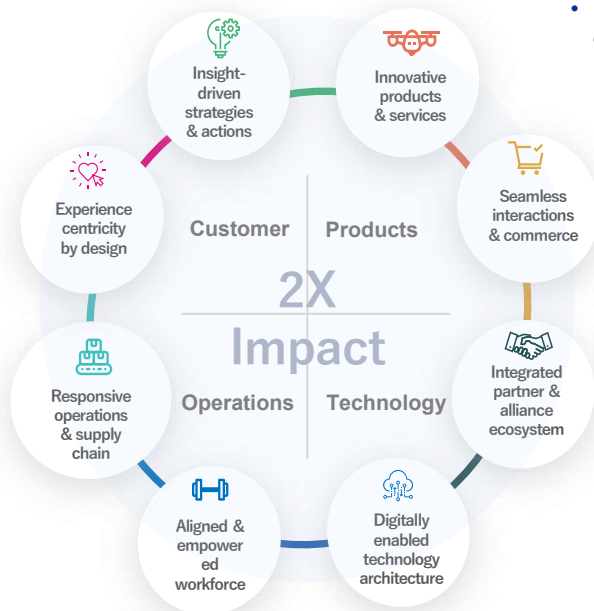 Insight-
driven
strategies
& actions
Innovative
products
& services
Experience
centricity
by design
Seamless
interactions
& commerce
Customer
Products
2X
Impact
Operations
Technology
Responsive
operations
& supply
chain
Integrated
partner &
alliance
ecosystem
Aligned &
empower
ed
workforce
Digitally
enabled
technology
architecture